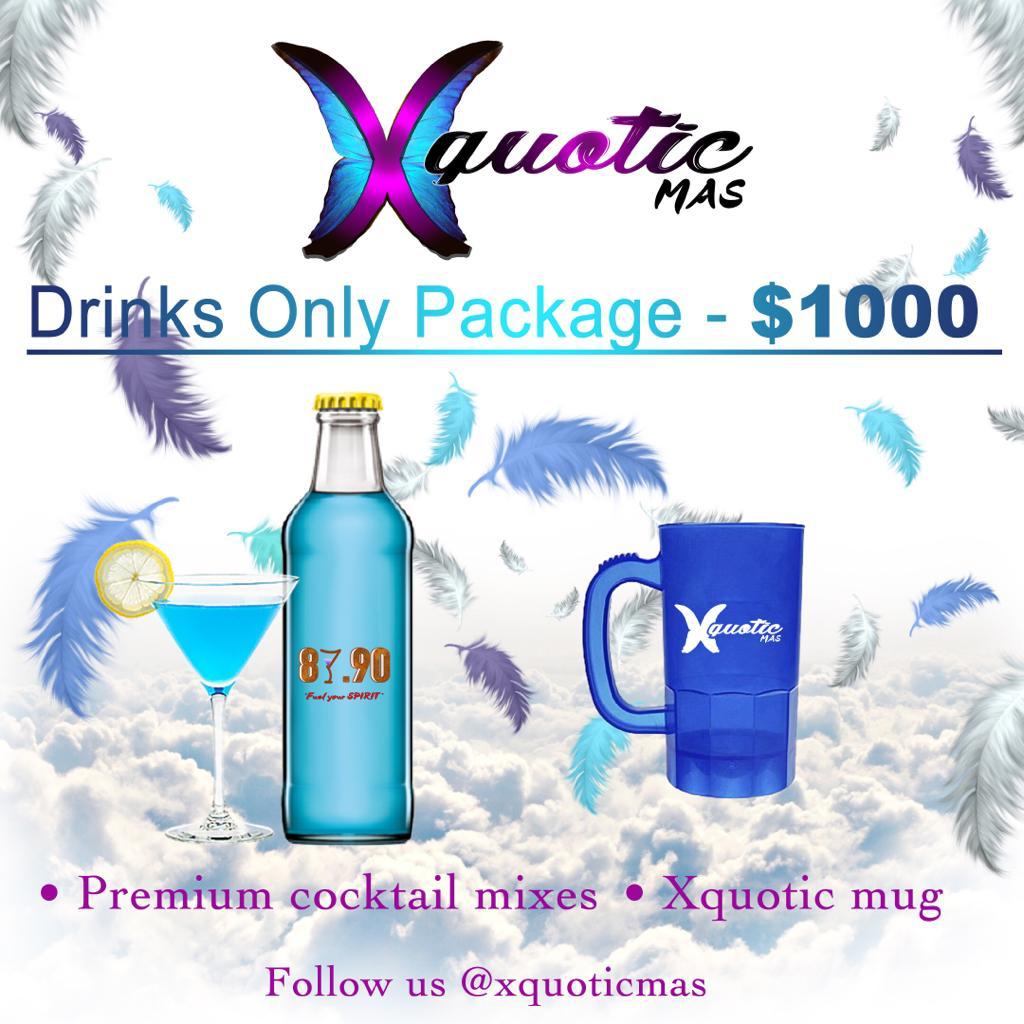 Xquotic
MAS
Drinks Only Package - $1000
87.90
"Fuel your SPIRIT"
Xquotic
MAS
• Premium cocktail mixes • Xquotic mug
Follow us @xquoticmas